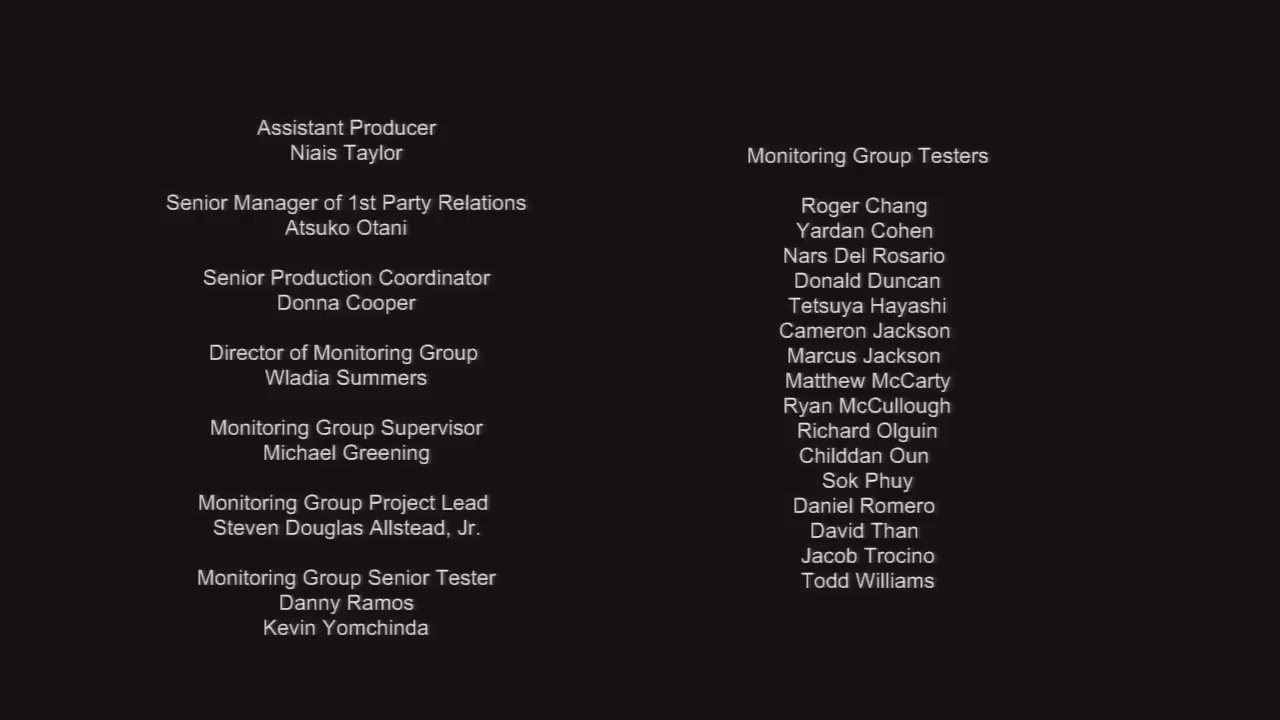 Assistant Producer
Niais Taylor
Senior Manager of 1st Party Relations
Atsuko Otani
Senior Production Coordinator
Donna Cooper
Director of Monitoring Group
Wladia Summers
Monitoring Group Supervisor
Michael Greening
Monitoring Group Project Lead
Steven Douglas Allstead, Jr.
Monitoring Group Senior Tester
Danny Ramos
Kevin Yomchinda
Monitoring Group Testers
Roger Chang
Yardan Cohen
Nars Del Rosario
Donald Duncan
Tetsuya Hayashi
Cameron Jackson
Marcus Jackson
Matthew McCarty
Ryan McCullough
Richard Olguin
Childdan Oun
Sok Phuy
Daniel Romero
David Than
Jacob Trocino
Todd Williams